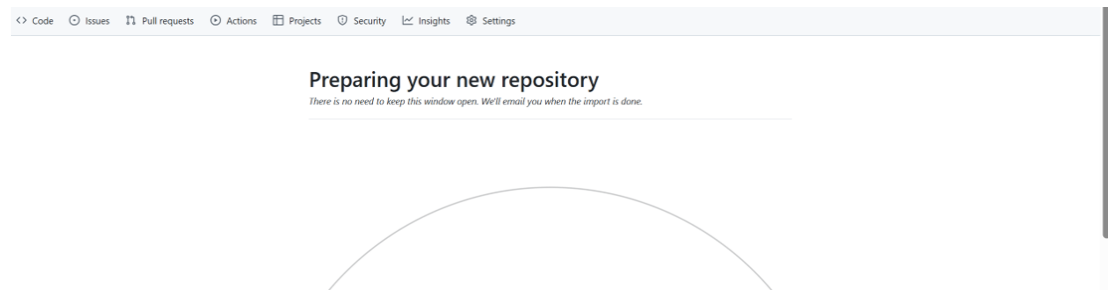 Code Issues Pull requests Actions Projects Security Insights Settings
Preparing your new repository
There is no need to keep this window open. We'll email you when the import is done.